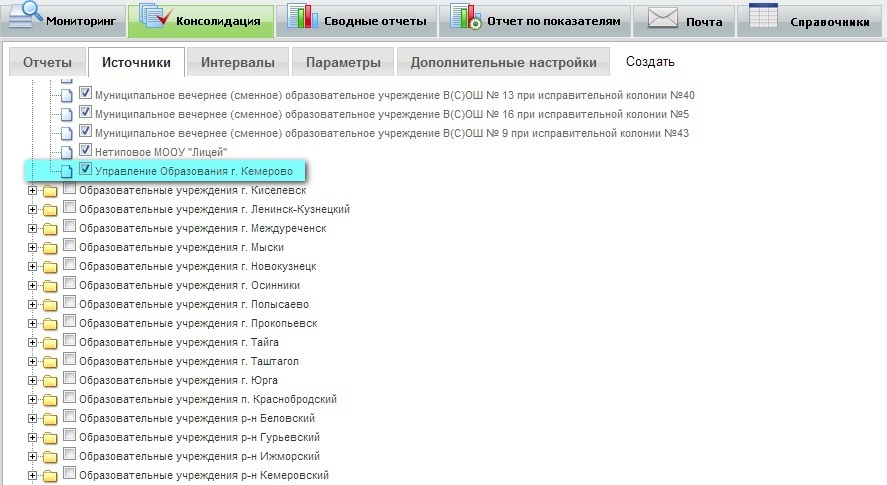 Мониторинг Консолидация Сводные отчеты Отчет по показателям Почта Справочники
Отчеты Источники Интервалы Параметры Дополнительные настройки Создать
Муниципальное вечернее (сменное) образовательное учреждение В(С)ОШ № 13 при исправительной колонии №40
Муниципальное вечернее (сменное) образовательное учреждение В(С)ОШ № 16 при исправительной колонии №5
Муниципальное вечернее (сменное) образовательное учреждение В(С)ОШ № 9 при исправительной колонии №43
Нетиповое МООУ "Лицей"
Управление Образования г. Кемерово
Образовательные учреждения г. Киселевск
Образовательные учреждения г. Ленинск-Кузнецкий
Образовательные учреждения г. Междуреченск
Образовательные учреждения г. Мыски
Образовательные учреждения г. Новокузнецк
Образовательные учреждения г. Осинники
Образовательные учреждения г. Полысаево
Образовательные учреждения г. Прокопьевск
Образовательные учреждения г. Тайга
Образовательные учреждения г. Таштагол
Образовательные учреждения г. Юрга
Образовательные учреждения п. Краснобродский
Образовательные учреждения р-н Беловский
Образовательные учреждения р-н Гурьевский
Образовательные учреждения р-н Ижморский
Образовательные учреждения р-н Кемеровский